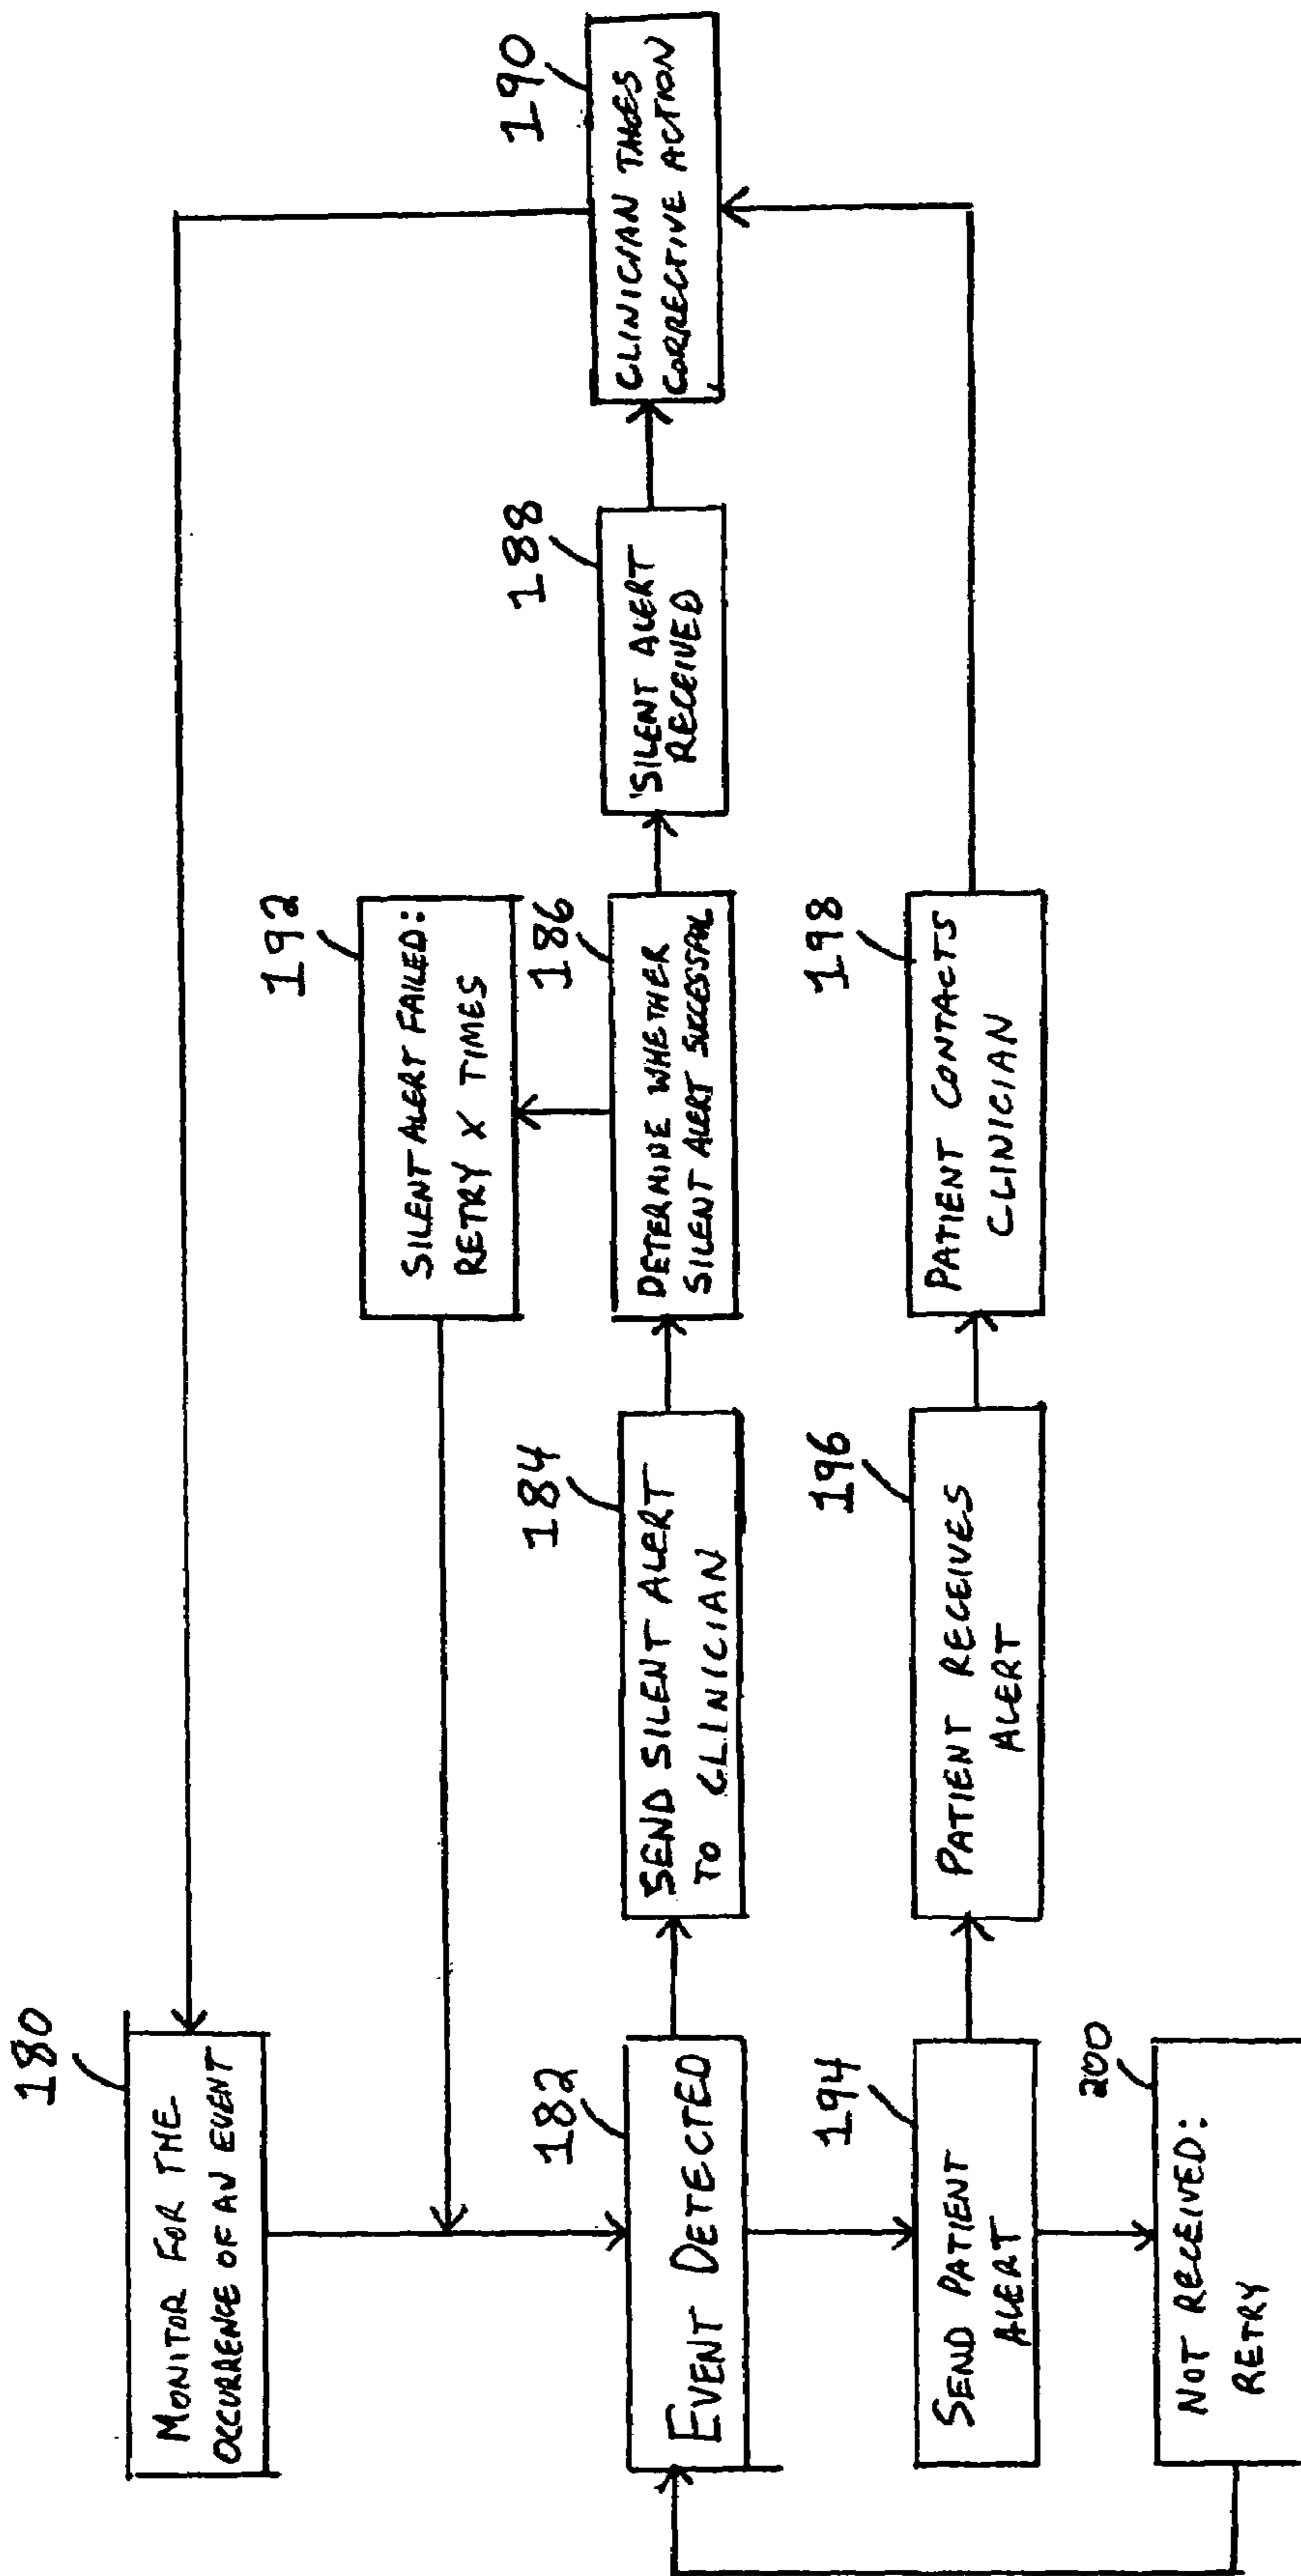 180
MONITOR FOR THE
OCCURRENCE OF AN EVENT
192
SILENT ALERT FAILED:
RETRY X TIMES
182
EVENT DETECTED
184
SEND SILENT ALERT
TO CLINICIAN
186
DETERMINE WHETHER
SILENT ALERT SUCCESSFUL
188
SILENT ALERT
RECEIVED
190
CLINICIAN TAKES
CORRECTIVE ACTION
194
SEND PATIENT
ALERT
196
PATIENT RECEIVES
ALERT
198
PATIENT CONTACTS
CLINICIAN
200
NOT RECEIVED:
RETRY